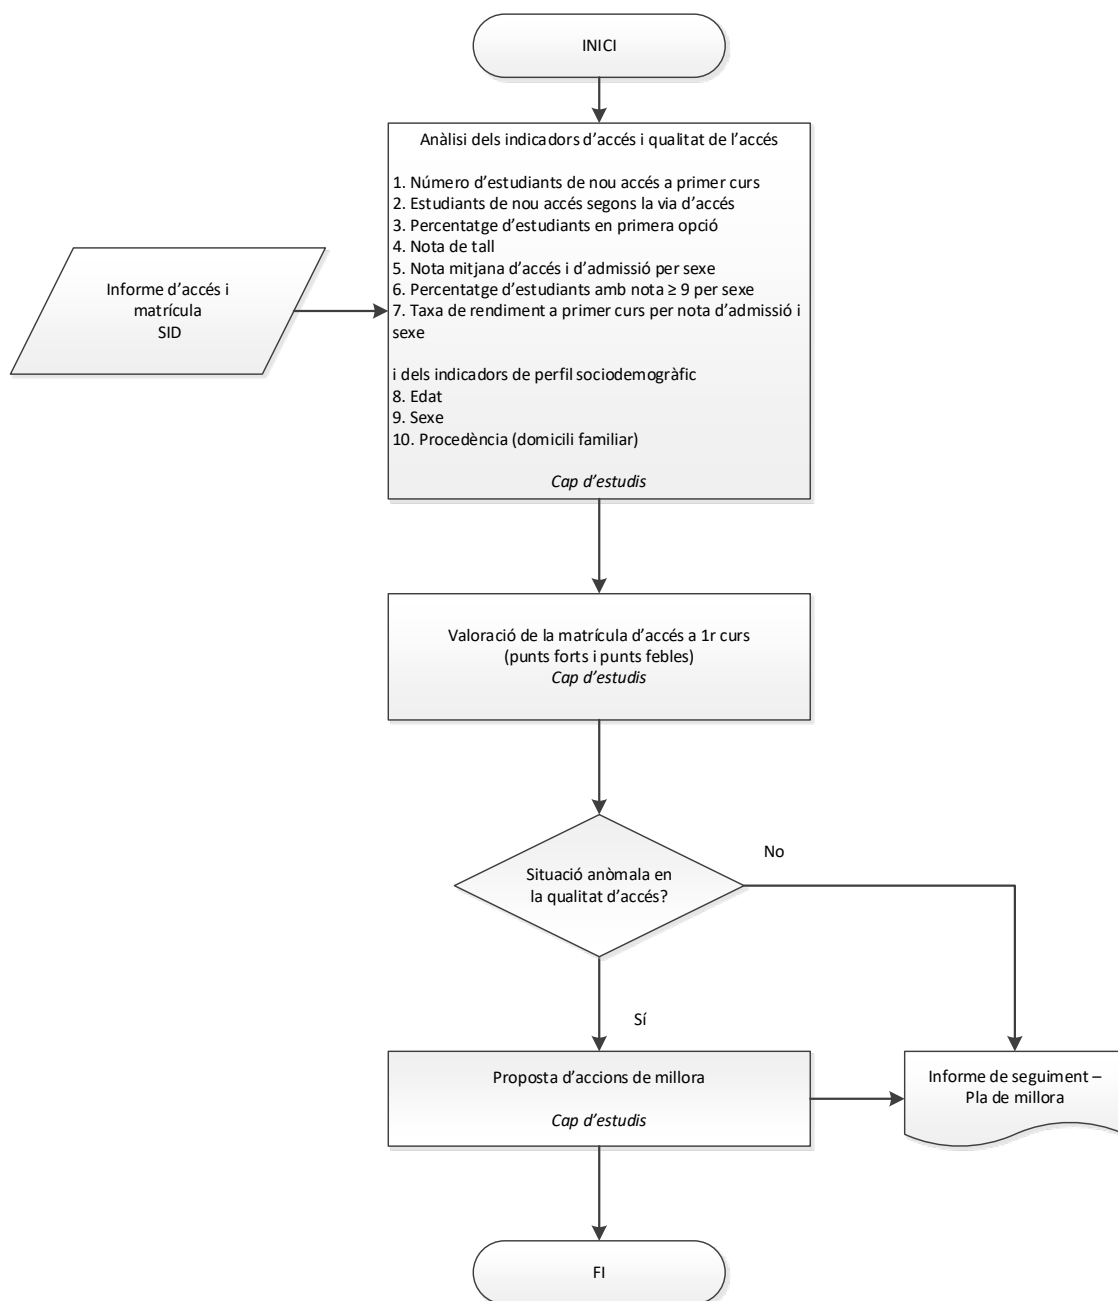 INICI
Anàlisi dels indicadors d'accés i qualitat de l'accés
1. Número d'estudiants de nou accés a primer curs
2. Estudiants de nou accés segons la via d'accés
3. Percentatge d'estudiants en primera opció
4. Nota de tall
5. Nota mitjana d'accés i d'admissió per sexe
6. Percentatge d'estudiants amb nota ≥ 9 per sexe
7. Taxa de rendiment a primer curs per nota d'admissió i
sexe
i dels indicadors de perfil sociodemogràfic
8. Edat
9. Sexe
10. Procedència (domicili familiar)
Cap d'estudis
Informe d'accés i
matrícula
SID
Valoració de la matrícula d'accés a 1r curs
(punts forts i punts febles)
Cap d'estudis
Situació anòmala en
la qualitat d'accés?
No
Sí
Proposta d'accions de millora
Cap d'estudis
Informe de seguiment –
Pla de millora
FI